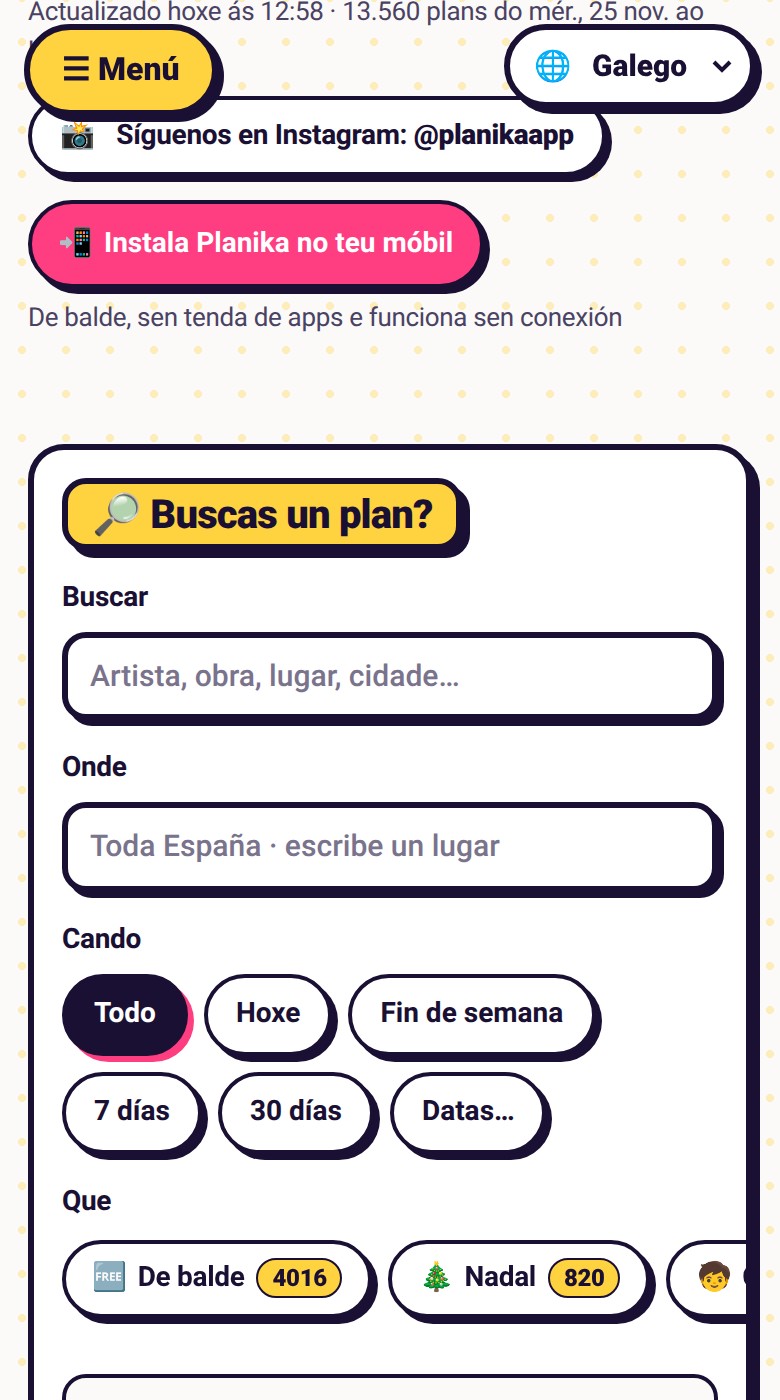 Actualizado hoxe ás 12:58 · 13.560 plans do mér., 25 nov. ao
☰ Menú
🌐 Galego
📸 Síguenos en Instagram: @planikaapp
📲 Instala Planika no teu móbil
De balde, sen tenda de apps e funciona sen conexión
🔎 Buscas un plan?
Buscar
Artista, obra, lugar, cidade…
Onde
Toda España · escribe un lugar
Cando
Todo Hoxe Fin de semana
7 días 30 días Datas…
Que
🆓 De balde 4016 🎄 Nadal 820 🧒